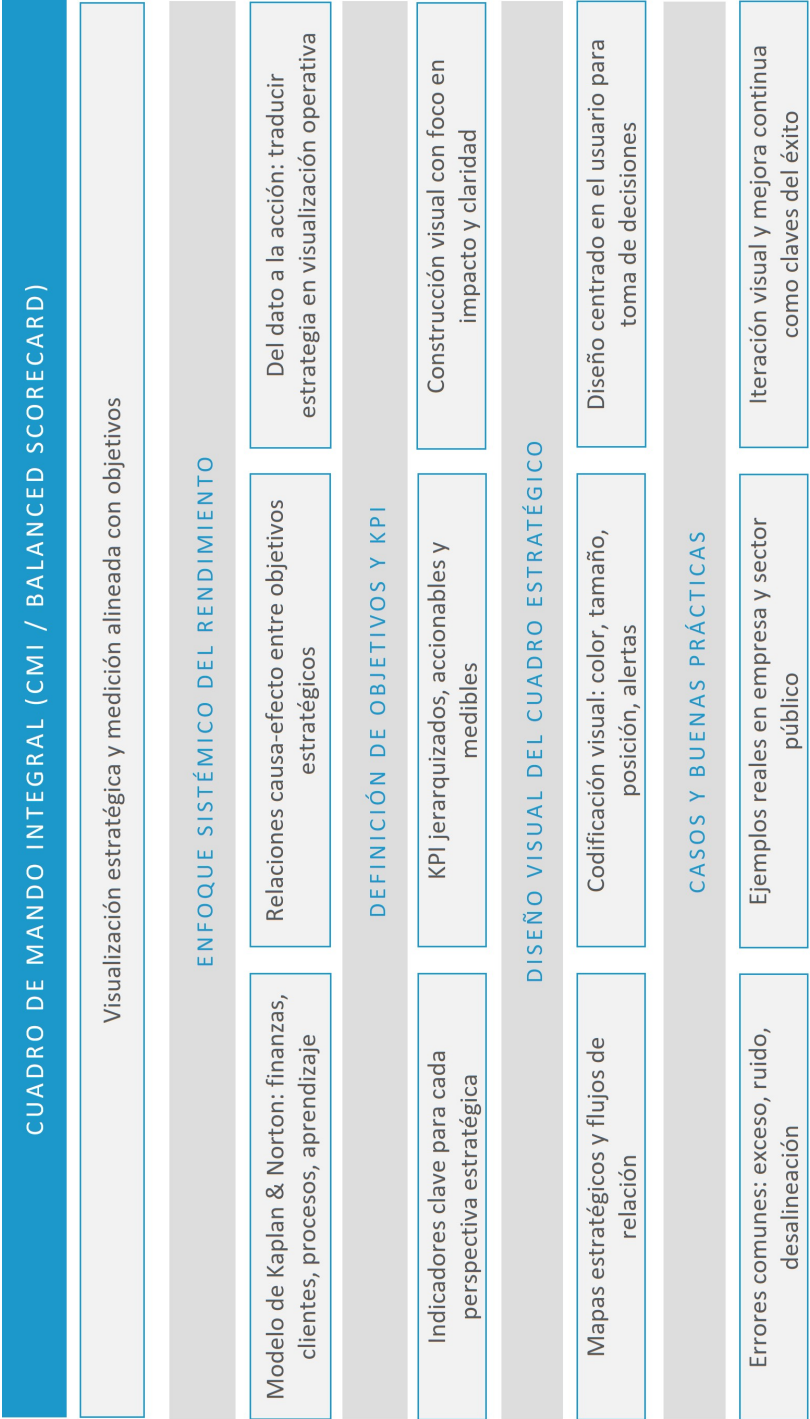 CUADRO DE MANDO INTEGRAL (CMI / BALANCED SCORECARD)
Visualización estratégica y medición alineada con objetivos
ENFOQUE SISTÉMICO DEL RENDIMIENTO
Modelo de Kaplan & Norton: finanzas,
clientes, procesos, aprendizaje
Relaciones causa-efecto entre objetivos
estratégicos
Del dato a la acción: traducir
estrategia en visualización operativa
DEFINICIÓN DE OBJETIVOS Y KPI
Indicadores clave para cada
perspectiva estratégica
KPI jerarquizados, accionables y
medibles
Construcción visual con foco en
impacto y claridad
DISEÑO VISUAL DEL CUADRO ESTRATÉGICO
Mapas estratégicos y flujos de
relación
Codificación visual: color, tamaño,
posición, alertas
Diseño centrado en el usuario para
toma de decisiones
CASOS Y BUENAS PRÁCTICAS
Errores comunes: exceso, ruido,
desalineación
Ejemplos reales en empresa y sector
público
Iteración visual y mejora continua
como claves del éxito